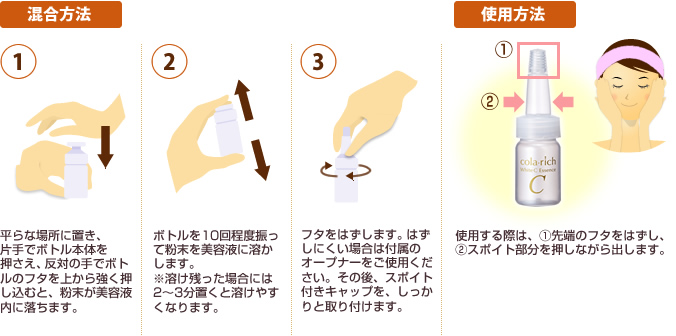 混合方法
使用方法
1
2
3
①
②
cola·rich
C
平らな場所に置き、
片手でボトル本体を
押さえ、反対の手でボト
ルのフタを上から強く押
し込むと、粉末が美容液
内に落ちます。
ボトルを10回程度振っ
て粉末を美容液に溶か
します。
※溶け残った場合には
2〜3分置くと溶けやす
くなります。
フタをはずします。はず
しにくい場合は付属の
オープナーをご使用くだ
さい。その後、スポイト
付きキャップを、しっか
りと取り付けます。
使用する際は、①先端のフタをはずし、
②スポイト部分を押しながら出します。